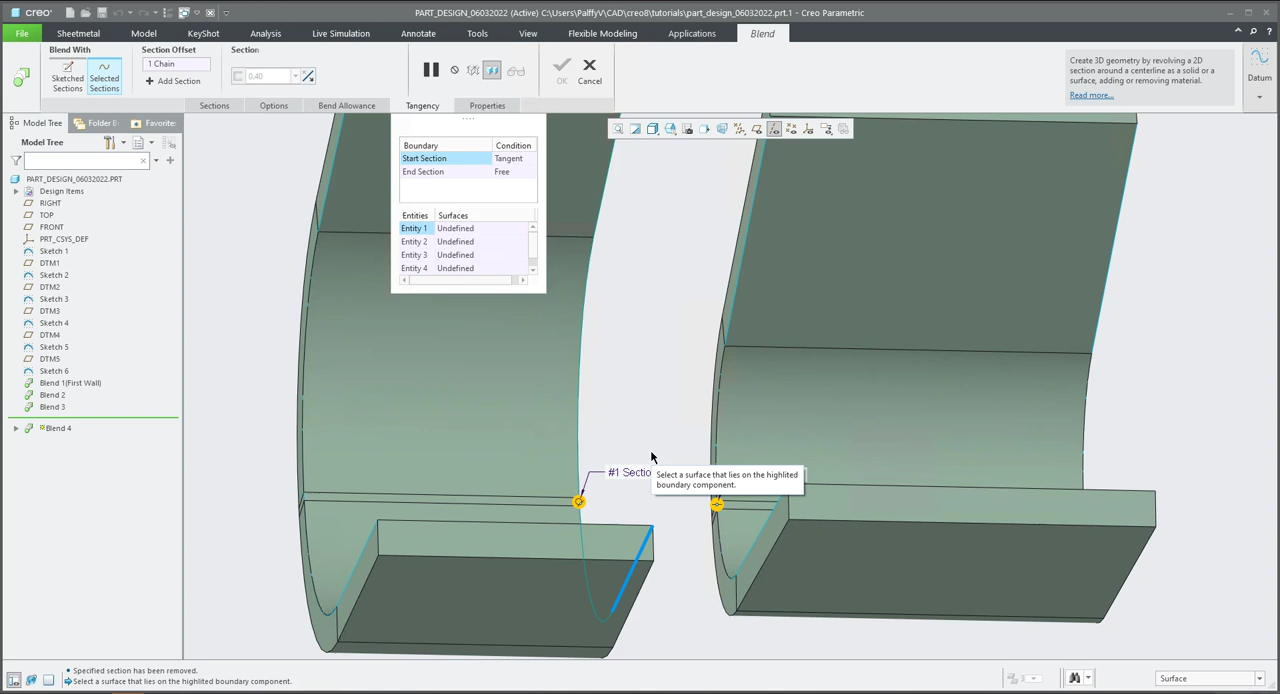 creo
PART_DESIGN_06032022 (Active) C:\Users\PalffyV\CAD\creo8\tutorials\part_design_06032022.prt.1 - Creo Parametric
File
Sheetmetal
Model
KeyShot
Analysis
Live Simulation
Annotate
Tools
View
Flexible Modeling
Applications
Blend
Blend With
Section Offset
Section
1 Chain
0.40
Sketched Sections
Selected Sections
+ Add Section
OK
Cancel
Create 3D geometry by revolving a 2D
section around a centerline as a solid or a
surface, adding or removing material.
Read more...
Datum
Sections
Options
Bend Allowance
Tangency
Properties
Model Tree
Folder B
Favorite
Model Tree
PART_DESIGN_06032022.PRT
Design Items
RIGHT
TOP
FRONT
PRT_CSYS_DEF
Sketch 1
DTM1
Sketch 2
DTM2
Sketch 3
DTM3
Sketch 4
DTM4
Sketch 5
DTM5
Sketch 6
Blend 1(First Wall)
Blend 2
Blend 3
Blend 4
Boundary Condition
Start Section Tangent
End Section Free
Entities Surfaces
Entity 1 Undefined
Entity 2 Undefined
Entity 3 Undefined
Entity 4 Undefined
#1 Sectio
Select a surface that lies on the highlited
boundary component.
• Specified section has been removed.
Select a surface that lies on the highlited boundary component.
Surface